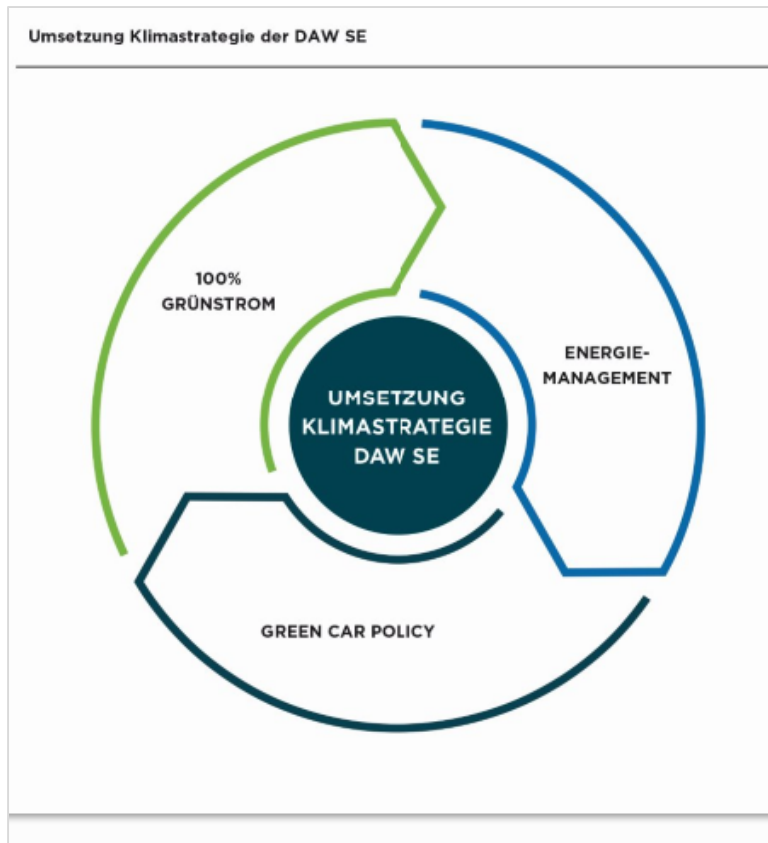 Umsetzung Klimastrategie der DAW SE
100%
GRÜNSTROM
ENERGIE-
MANAGEMENT
UMSETZUNG
KLIMASTRATEGIE
DAW SE
GREEN CAR POLICY